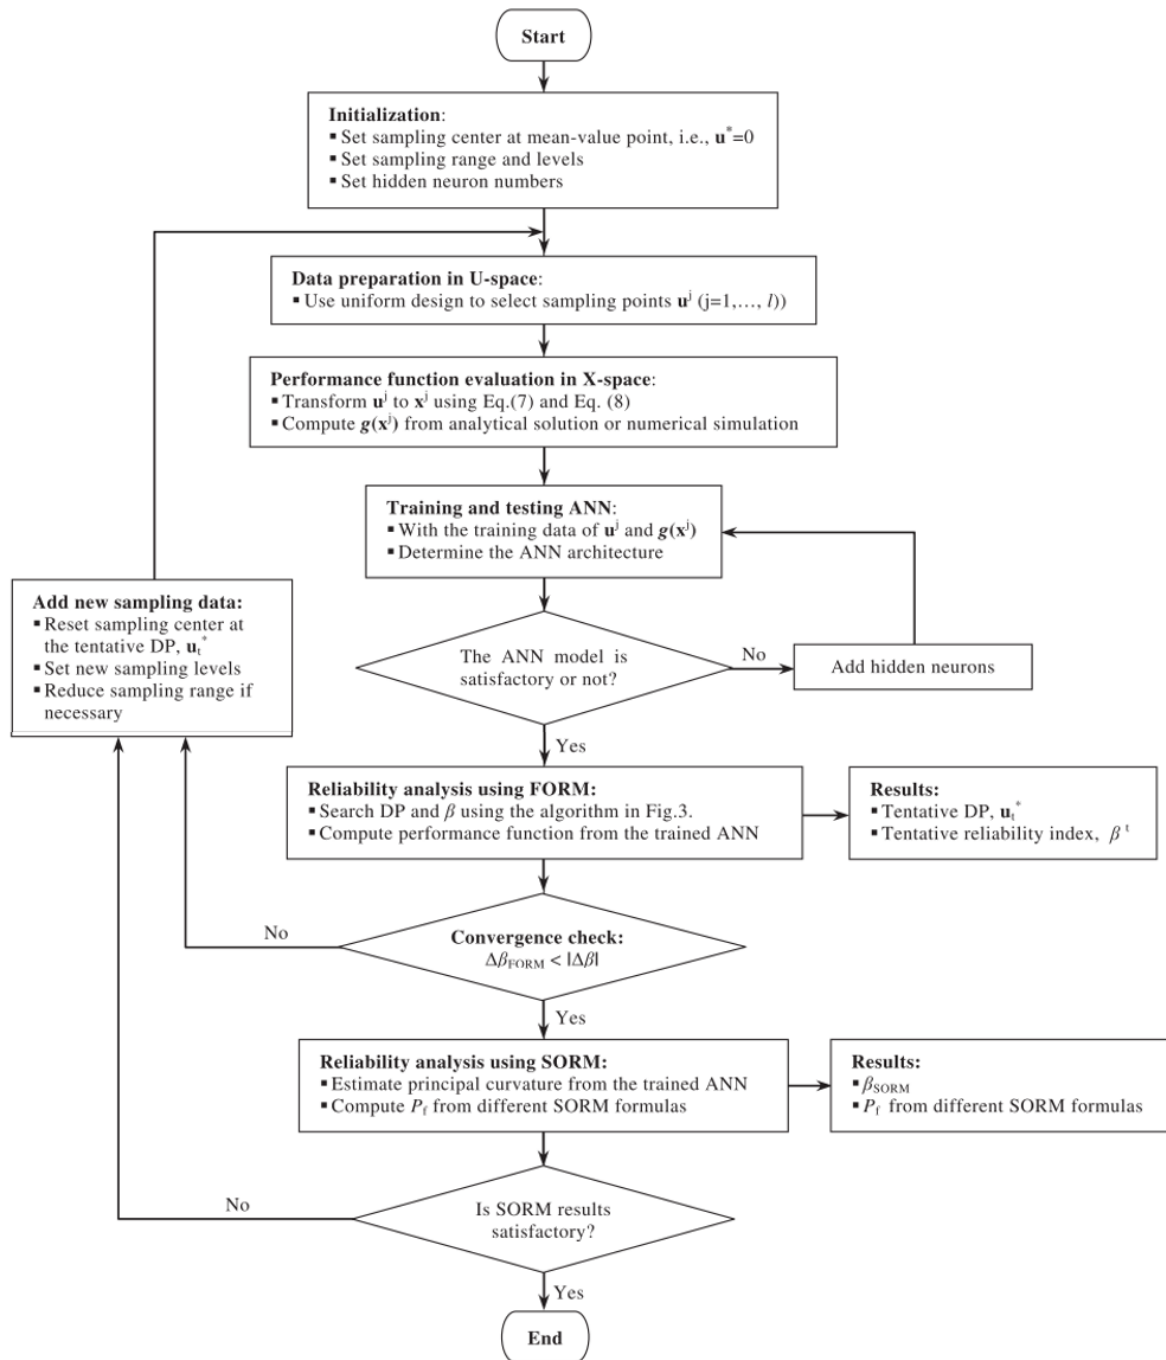 Start
Initialization:
▪ Set sampling center at mean-value point, i.e., u*=0
▪ Set sampling range and levels
▪ Set hidden neuron numbers
Data preparation in U-space:
▪ Use uniform design to select sampling points uʲ (j=1,…, l))
Performance function evaluation in X-space:
▪ Transform uʲ to xʲ using Eq.(7) and Eq. (8)
▪ Compute g(xʲ) from analytical solution or numerical simulation
Training and testing ANN:
▪ With the training data of uʲ and g(xʲ)
▪ Determine the ANN architecture
The ANN model is
satisfactory or not?
No
Add hidden neurons
Yes
Add new sampling data:
▪ Reset sampling center at
the tentative DP, uₜ*
▪ Set new sampling levels
▪ Reduce sampling range if
necessary
Reliability analysis using FORM:
▪ Search DP and β using the algorithm in Fig.3.
▪ Compute performance function from the trained ANN
Results:
▪ Tentative DP, uₜ*
▪ Tentative reliability index, β ᵗ
Convergence check:
Δβ_FORM < |Δβ|
No
Yes
Reliability analysis using SORM:
▪ Estimate principal curvature from the trained ANN
▪ Compute P_f from different SORM formulas
Results:
▪ β_SORM
▪ P_f from different SORM formulas
Is SORM results
satisfactory?
No
Yes
End